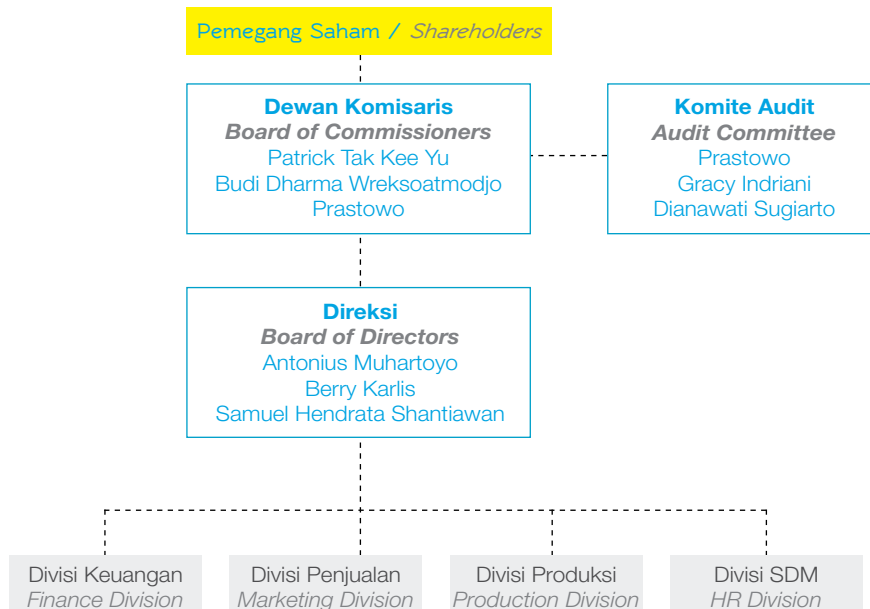 Pemegang Saham / Shareholders
Dewan Komisaris
Board of Commissioners
Patrick Tak Kee Yu
Budi Dharma Wreksoatmodjo
Prastowo
Komite Audit
Audit Committee
Prastowo
Gracy Indriani
Dianawati Sugiarto
Direksi
Board of Directors
Antonius Muhartoyo
Berry Karlis
Samuel Hendrata Shantiawan
Divisi Keuangan
Finance Division
Divisi Penjualan
Marketing Division
Divisi Produksi
Production Division
Divisi SDM
HR Division